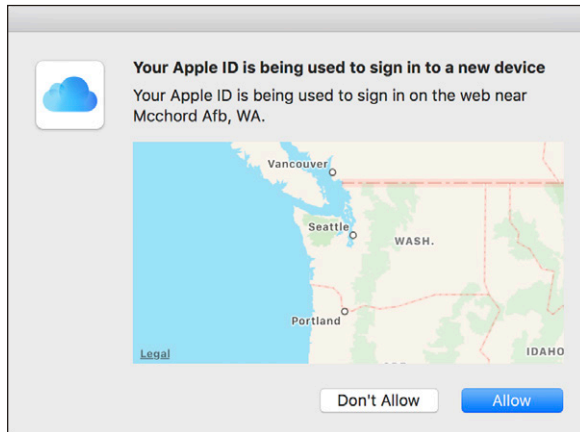 Your Apple ID is being used to sign in to a new device
Your Apple ID is being used to sign in on the web near
Mcchord Afb, WA.
Vancouver
Seattle
WASH.
Portland
Legal
IDAHO
Don't Allow
Allow